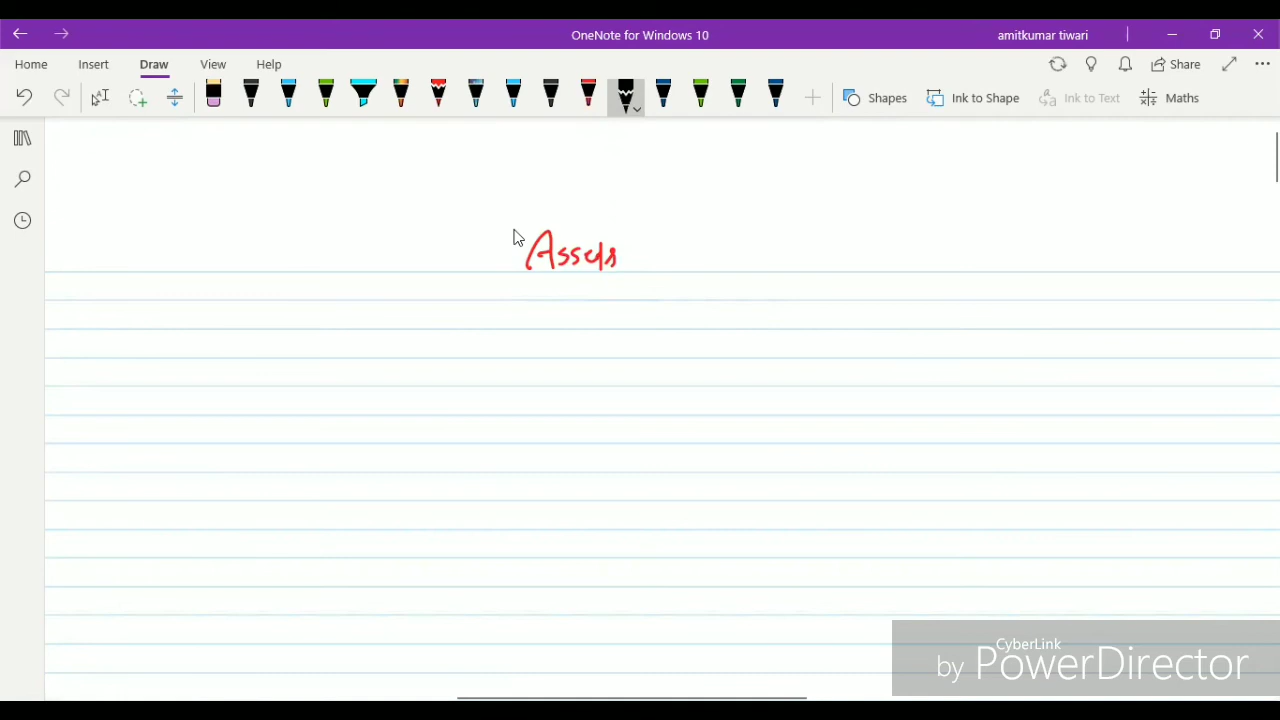 OneNote for Windows 10
amitkumar tiwari
Home Insert Draw View Help
Share
Shapes Ink to Shape Ink to Text Maths
Assets
CyberLink
by PowerDirector